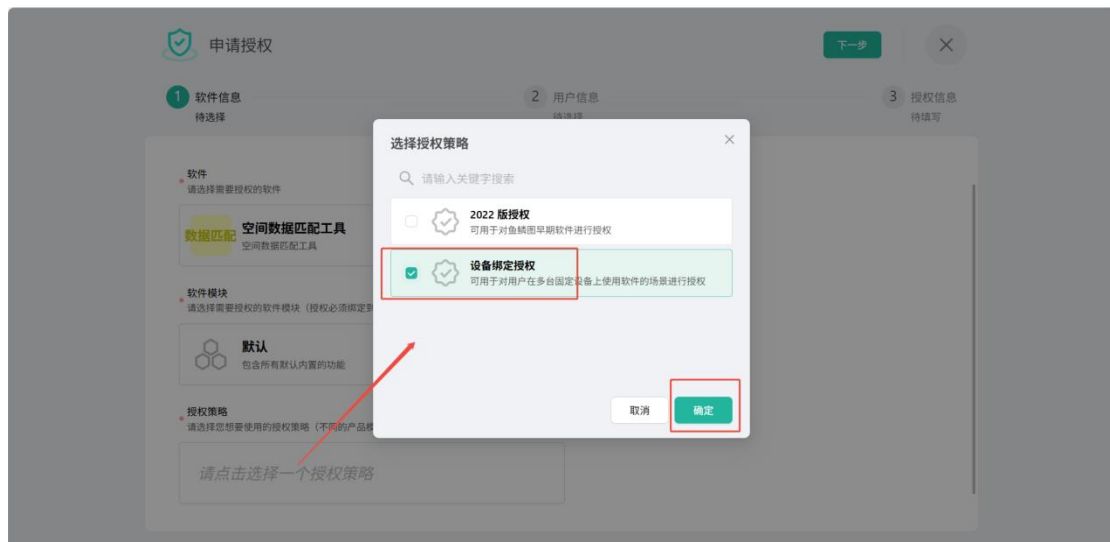 申请授权
下一步
1 软件信息
待选择
2 用户信息
待选择
3 授权信息
待填写
选择授权策略
请输入关键字搜索
2022 版授权
可用于对鱼鳞图早期软件进行授权
设备绑定授权
可用于对用户在多台固定设备上使用软件的场景进行授权
取消
确定
软件
请选择需要授权的软件
数据匹配
空间数据匹配工具
空间数据匹配工具
软件模块
请选择需要授权的软件模块（授权必须绑定到
默认
包含所有默认内置的功能
授权策略
请选择您想要使用的授权策略（不同的产品模
请点击选择一个授权策略